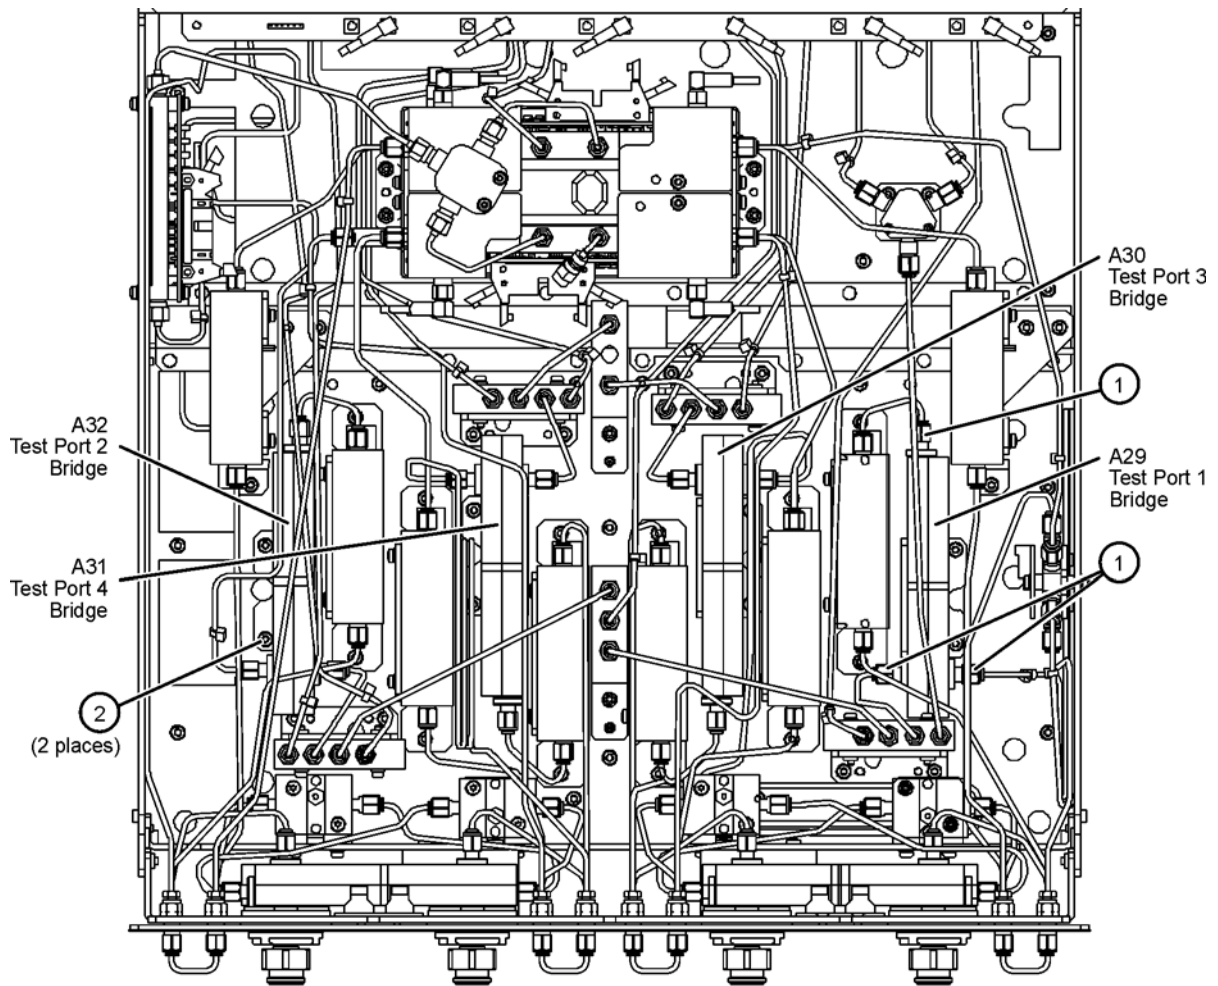 A30
Test Port 3
Bridge
1
A32
Test Port 2
Bridge
A29
Test Port 1
Bridge
A31
Test Port 4
Bridge
1
2
(2 places)